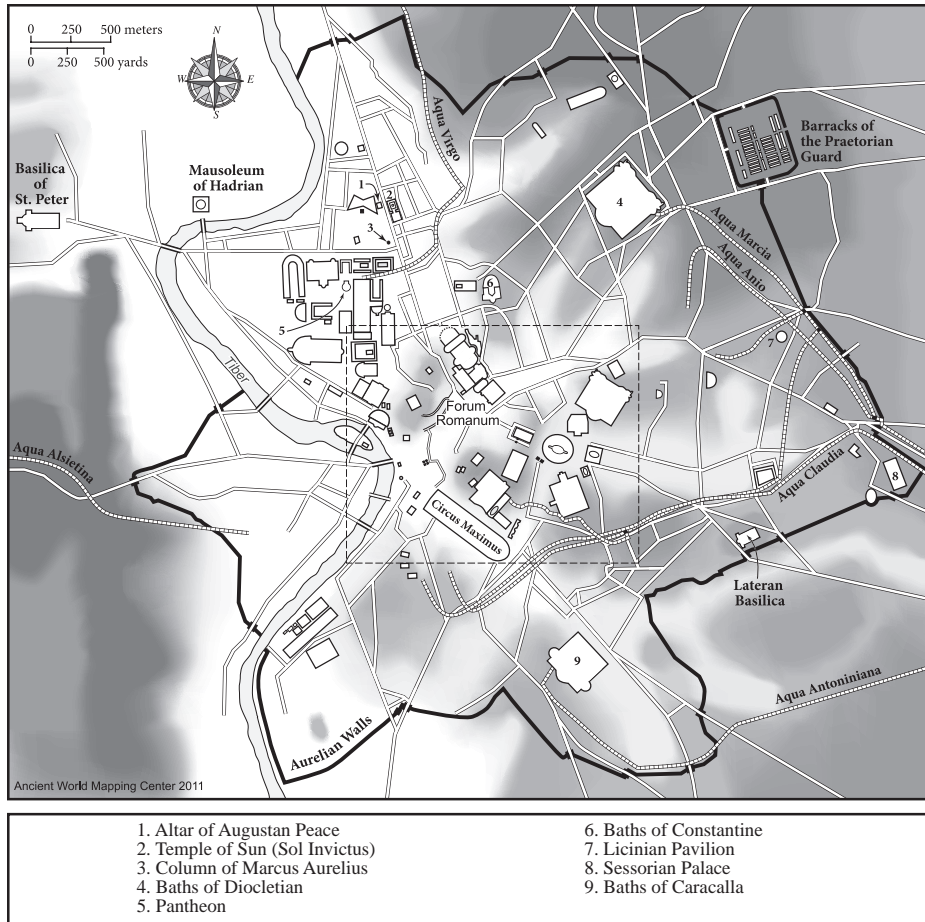 0 250 500 meters
0 250 500 yards
N
W E
S
Aqua Virgo
Barracks of
the Praetorian
Guard
Basilica
of
St. Peter
Mausoleum
of Hadrian
1
2
3
4
Aqua Marcia
Aqua Anio
5
6
7
Tiber
Forum
Romanum
Aqua Alsietina
Aqua Claudia
8
Circus Maximus
Lateran
Basilica
9
Aqua Antoniniana
Aurelian Walls
Ancient World Mapping Center 2011
1. Altar of Augustan Peace
2. Temple of Sun (Sol Invictus)
3. Column of Marcus Aurelius
4. Baths of Diocletian
5. Pantheon
6. Baths of Constantine
7. Licinian Pavilion
8. Sessorian Palace
9. Baths of Caracalla